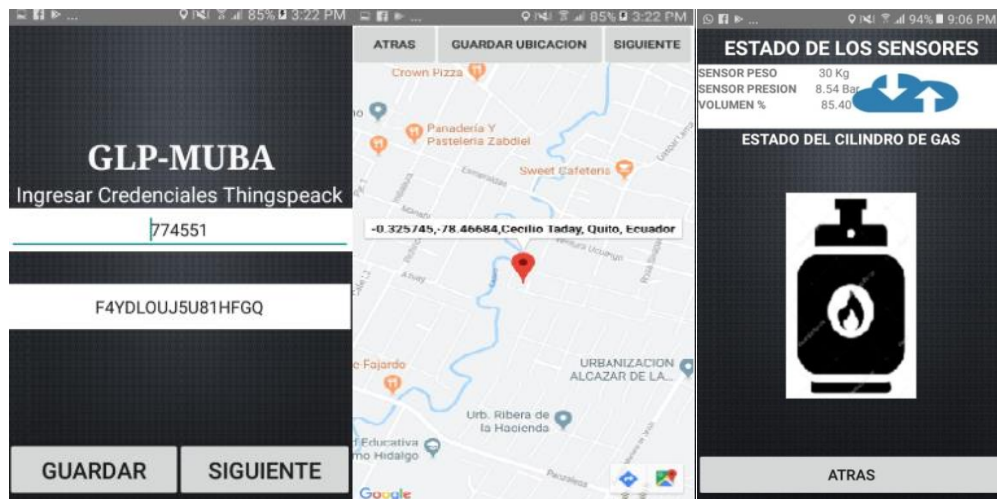 85% 3:22 PM
GLP-MUBA
Ingresar Credenciales Thingspeack
774551
F4YDLOUJ5U81HFGQ
GUARDAR
SIGUIENTE
85% 3:22 PM
ATRAS
GUARDAR UBICACION
SIGUIENTE
Crown
Pizza
Panaderia Y
Pasteleria Zabdiel
Sweet Cafeteria
Esmeraldas
-0.325745,-78.46684,Cecilio Taday, Quito, Ecuador
e Fajardo
URBANIZACION
ALCAZAR DE LA...
Urb. Ribera de
la Hacienda
d Educativa
mo Hidalgo
Google
94% 9:06 PM
ESTADO DE LOS SENSORES
SENSOR PESO 30 Kg
SENSOR PRESION 8.54 Bar
VOLUMEN % 85.40
ESTADO DEL CILINDRO DE GAS
ATRAS